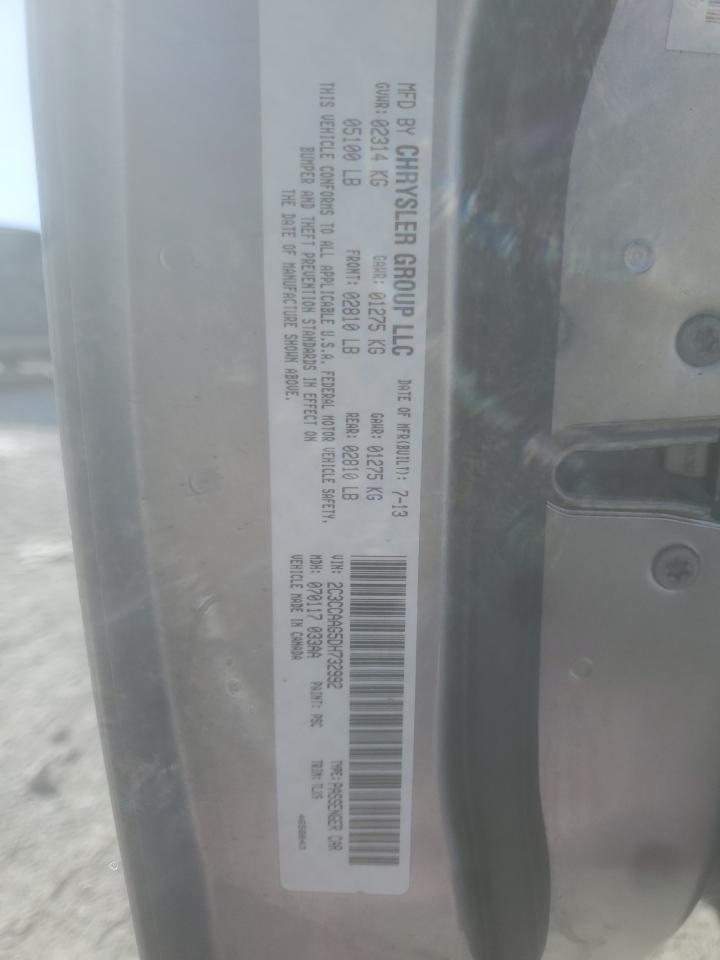 MFD BY CHRYSLER GROUP LLC DATE OF MFR(BUILT): 7-13
GVWR: 02314 KG GAWR: 01275 KG GAWR: 01275 KG
05100 LB FRONT: 02810 LB REAR: 02810 LB
THIS VEHICLE CONFORMS TO ALL APPLICABLE U.S.A. FEDERAL MOTOR VEHICLE SAFETY,
BUMPER AND THEFT PREVENTION STANDARDS IN EFFECT ON
THE DATE OF MANUFACTURE SHOWN ABOVE.
VIN: 2C3CCAAG5DH732992 TYPE: PASSENGER CAR
MDH: 070117 033AA PAINT: PSC TRIM: TLX9
VEHICLE MADE IN CANADA